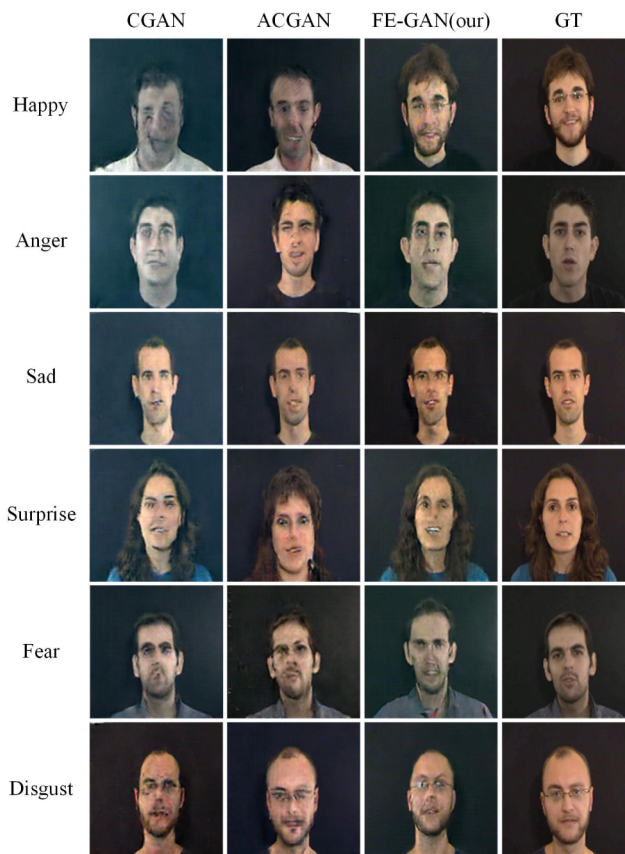 CGAN ACGAN FE-GAN(our) GT
Happy
Anger
Sad
Surprise
Fear
Disgust